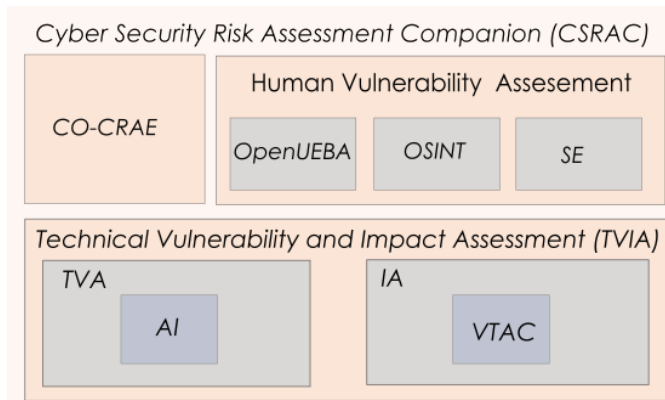 Cyber Security Risk Assessment Companion (CSRAC)
CO-CRAE
Human Vulnerability Assesement
OpenUEBA
OSINT
SE
Technical Vulnerability and Impact Assessment (TVIA)
TVA
AI
IA
VTAC